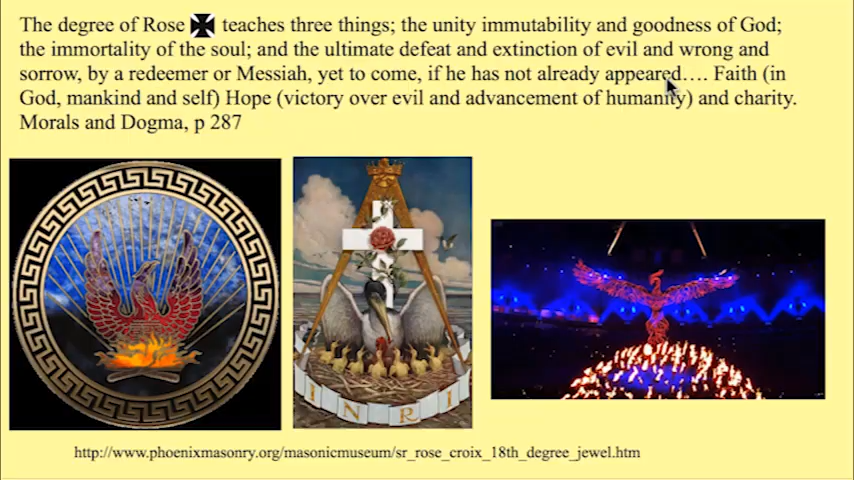 The degree of Rose ✠ teaches three things; the unity immutability and goodness of God;
the immortality of the soul; and the ultimate defeat and extinction of evil and wrong and
sorrow, by a redeemer or Messiah, yet to come, if he has not already appeared…. Faith (in
God, mankind and self) Hope (victory over evil and advancement of humanity) and charity.
Morals and Dogma, p 287
I N R I
http://www.phoenixmasonry.org/masonicmuseum/sr_rose_croix_18th_degree_jewel.htm